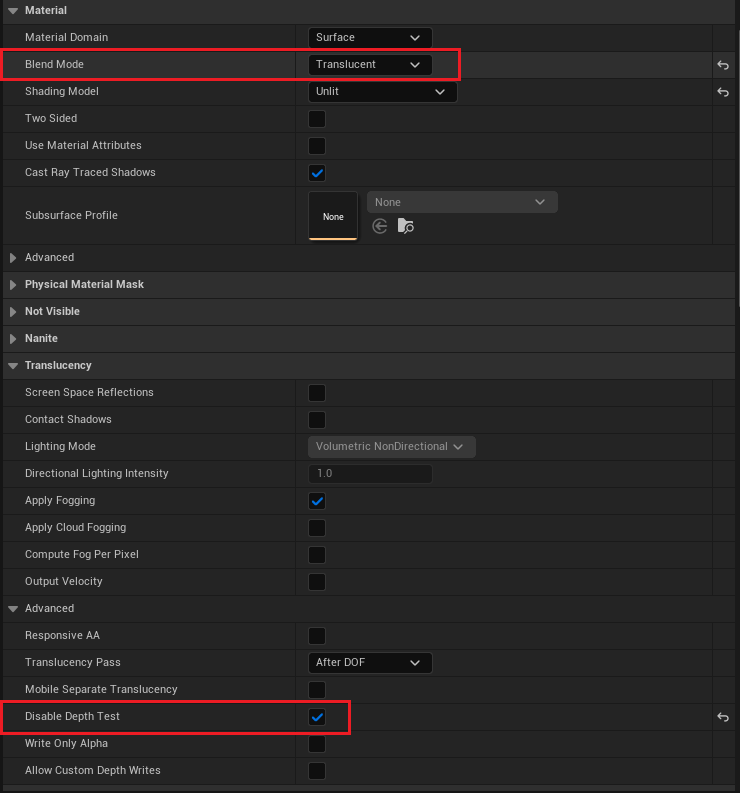 Material
Material Domain Surface
Blend Mode Translucent
Shading Model Unlit
Two Sided
Use Material Attributes
Cast Ray Traced Shadows
Subsurface Profile None None
Advanced
Physical Material Mask
Not Visible
Nanite
Translucency
Screen Space Reflections
Contact Shadows
Lighting Mode Volumetric NonDirectional
Directional Lighting Intensity 1.0
Apply Fogging
Apply Cloud Fogging
Compute Fog Per Pixel
Output Velocity
Advanced
Responsive AA
Translucency Pass After DOF
Mobile Separate Translucency
Disable Depth Test
Write Only Alpha
Allow Custom Depth Writes